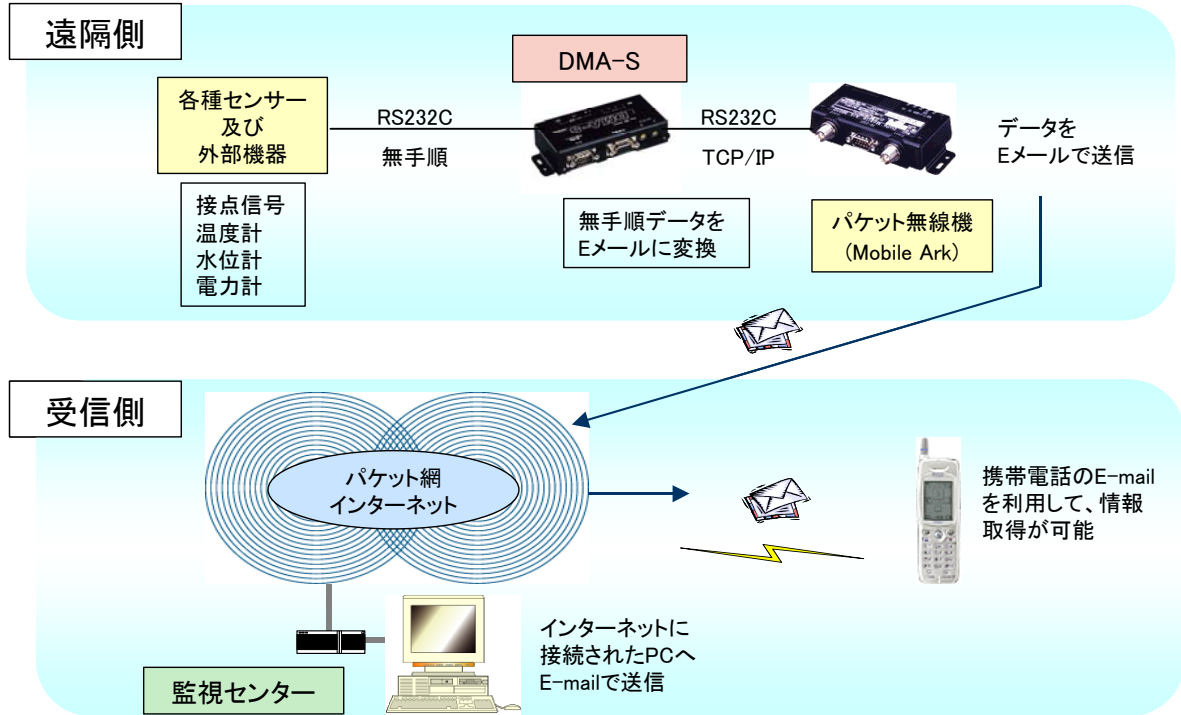 遠隔側
DMA-S
各種センサー
及び
外部機器
RS232C
無手順
RS232C
TCP/IP
データを
Eメールで送信
接点信号
温度計
水位計
電力計
無手順データを
Eメールに変換
パケット無線機
(Mobile Ark)
受信側
パケット網
インターネット
携帯電話のE-mail
を利用して、情報
取得が可能
インターネットに
接続されたPCへ
E-mailで送信
監視センター